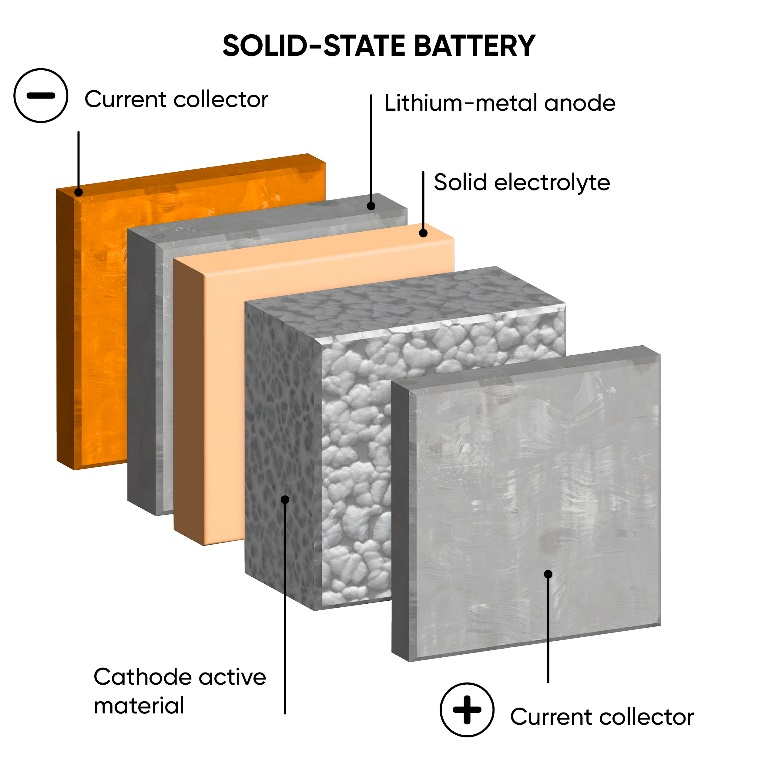 SOLID-STATE BATTERY
Current collector
Lithium-metal anode
Solid electrolyte
Cathode active
material
Current collector